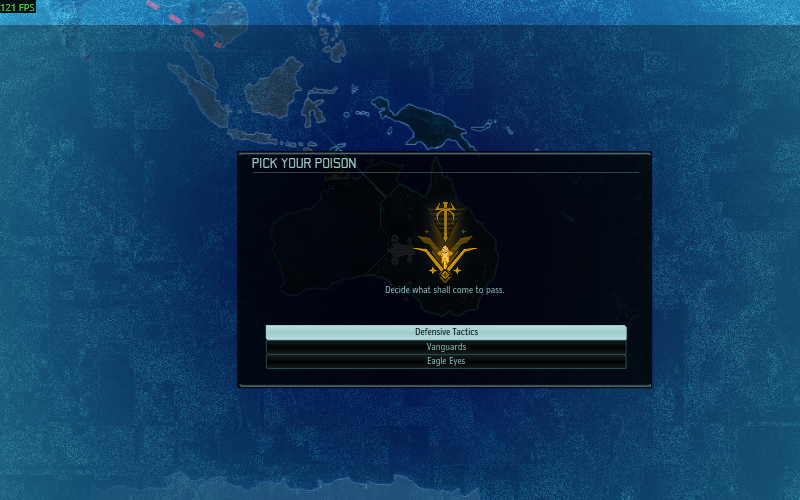 121 FPS
PICK YOUR POISON
Decide what shall come to pass.
Defensive Tactics
Vanguards
Eagle Eyes